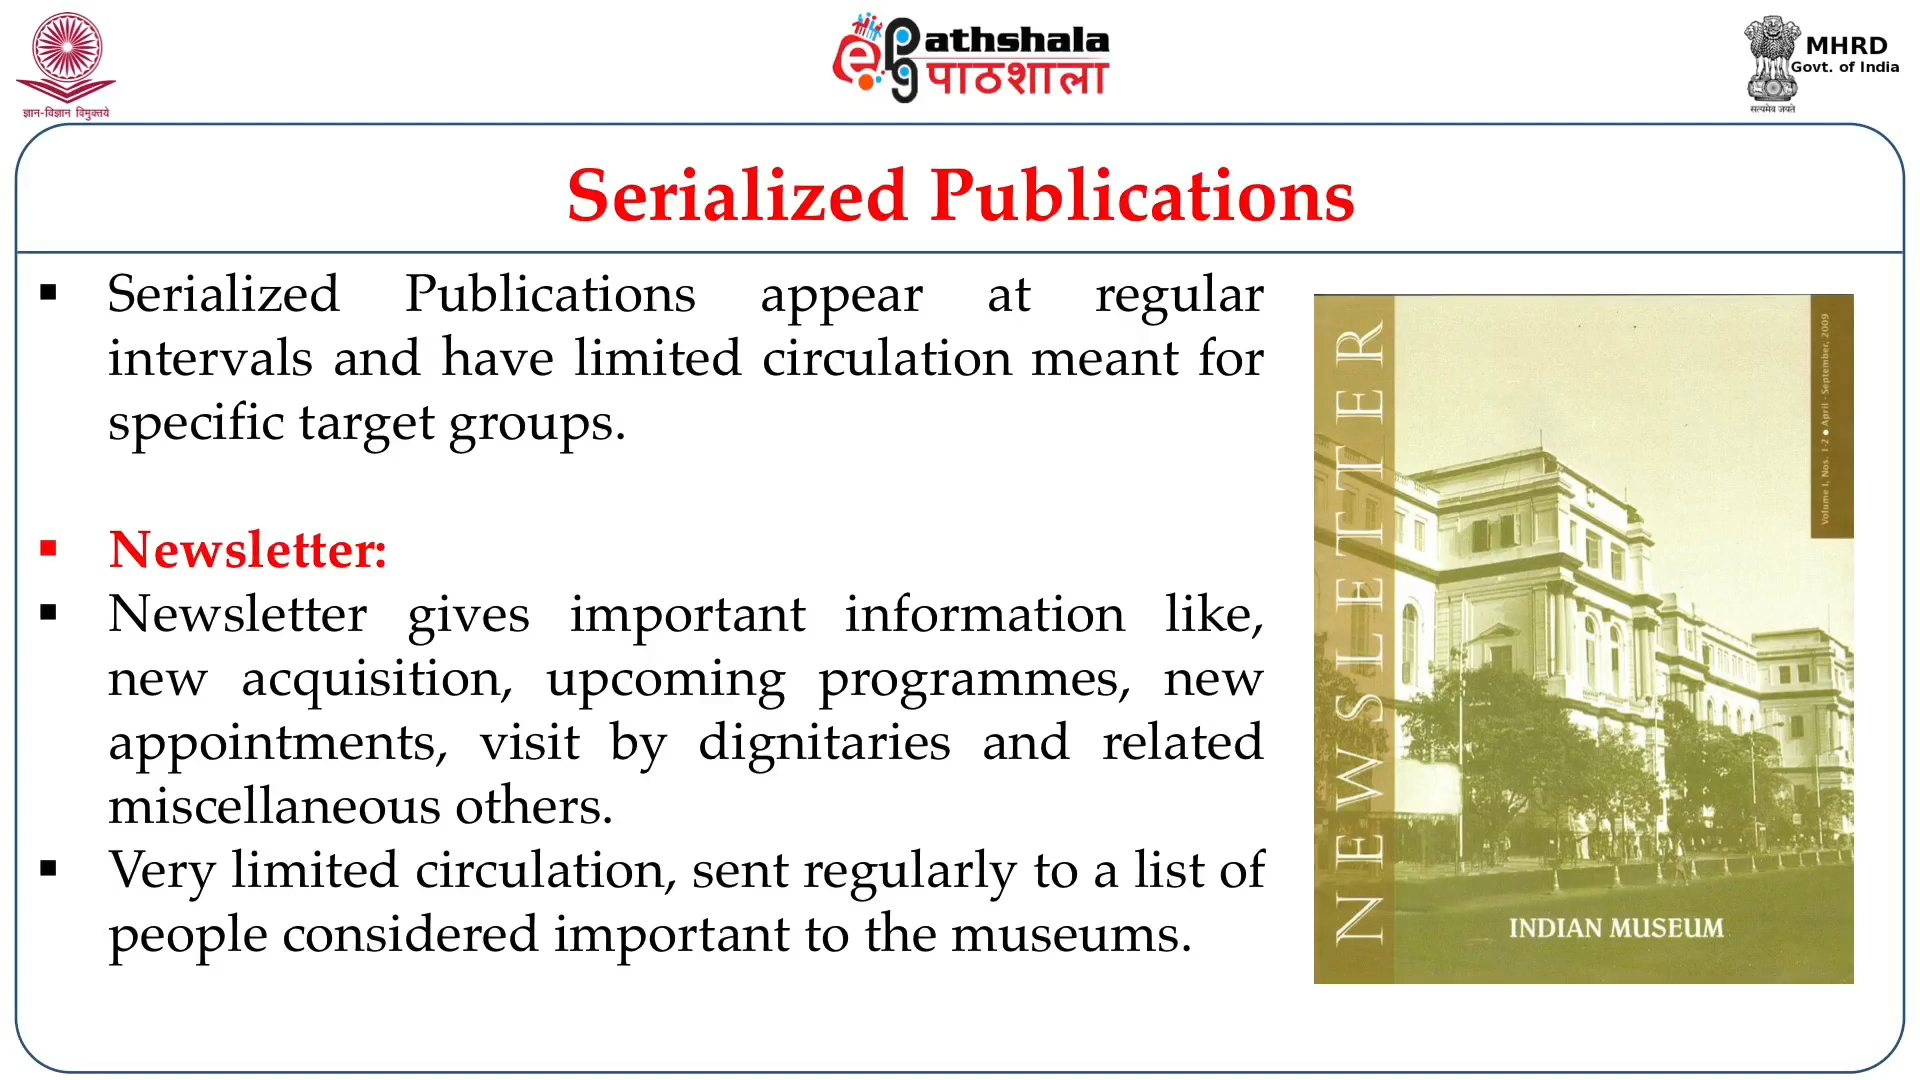 ज्ञान-विज्ञान विमुक्तये
ePathshala
पाठशाला
MHRD
Govt. of India
सत्यमेव जयते
Serialized Publications
▪ Serialized Publications appear at regular
intervals and have limited circulation meant for
specific target groups.
▪ Newsletter:
▪ Newsletter gives important information like,
new acquisition, upcoming programmes, new
appointments, visit by dignitaries and related
miscellaneous others.
▪ Very limited circulation, sent regularly to a list of
people considered important to the museums.
NEWSLETTER
Volume I, Nos. 1-2 ● April - September, 2009
INDIAN MUSEUM